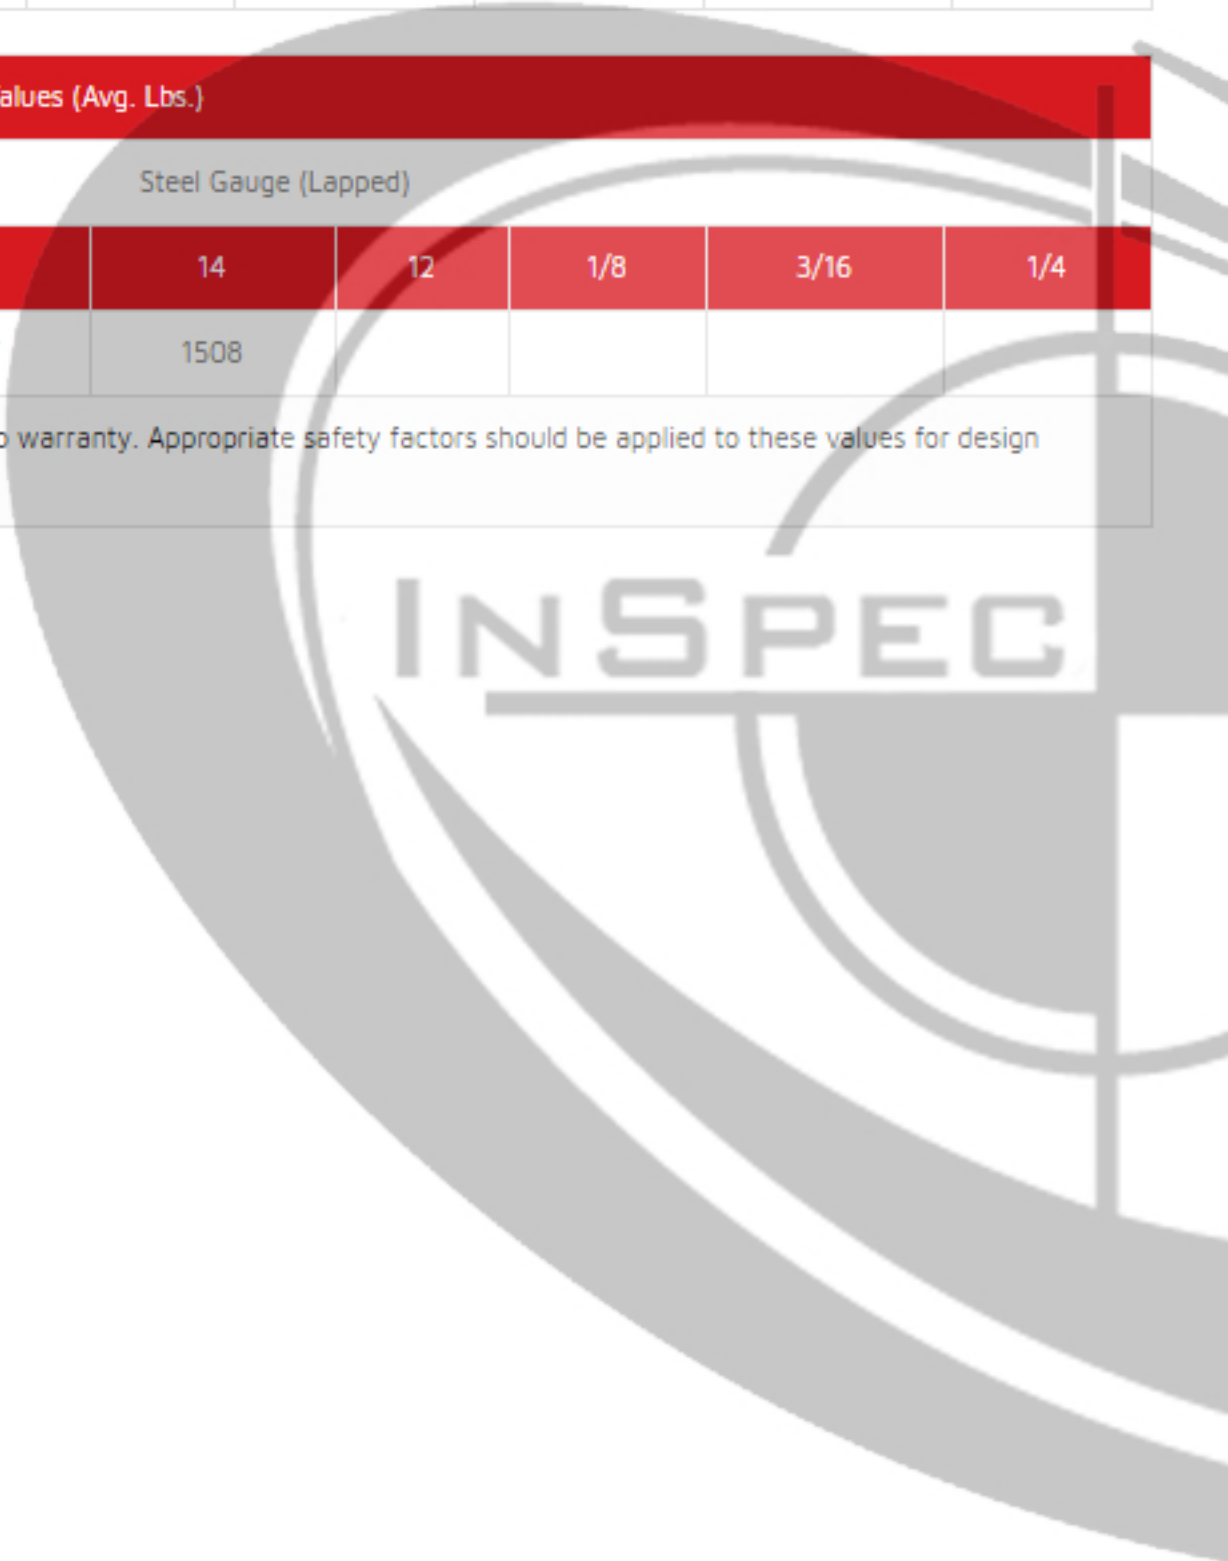 alues (Avg. Lbs.)
Steel Gauge (Lapped)
14 12 1/8 3/16 1/4
1508
warranty. Appropriate safety factors should be applied to these values for design
INSPEC